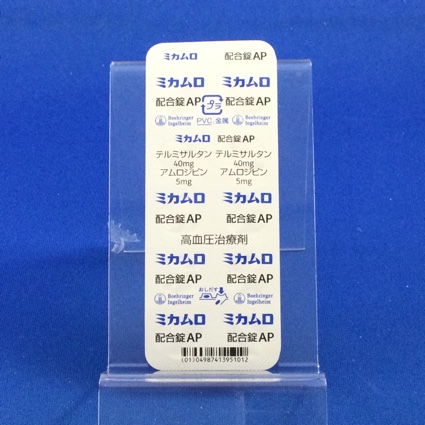 ミカムロ 配合錠AP
ミカムロ ミカムロ
配合錠AP 配合錠AP
プラ
PVC,金属
Boehringer Ingelheim Boehringer Ingelheim
ミカムロ 配合錠AP
テルミサルタン テルミサルタン
40mg 40mg
アムロジピン アムロジピン
5mg 5mg
ミカムロ ミカムロ
配合錠AP 配合錠AP
高血圧治療剤
ミカムロ ミカムロ
配合錠AP 配合錠AP
おしだす
Boehringer Ingelheim Boehringer Ingelheim
ミカムロ ミカムロ
配合錠AP 配合錠AP
(01)04987413951012